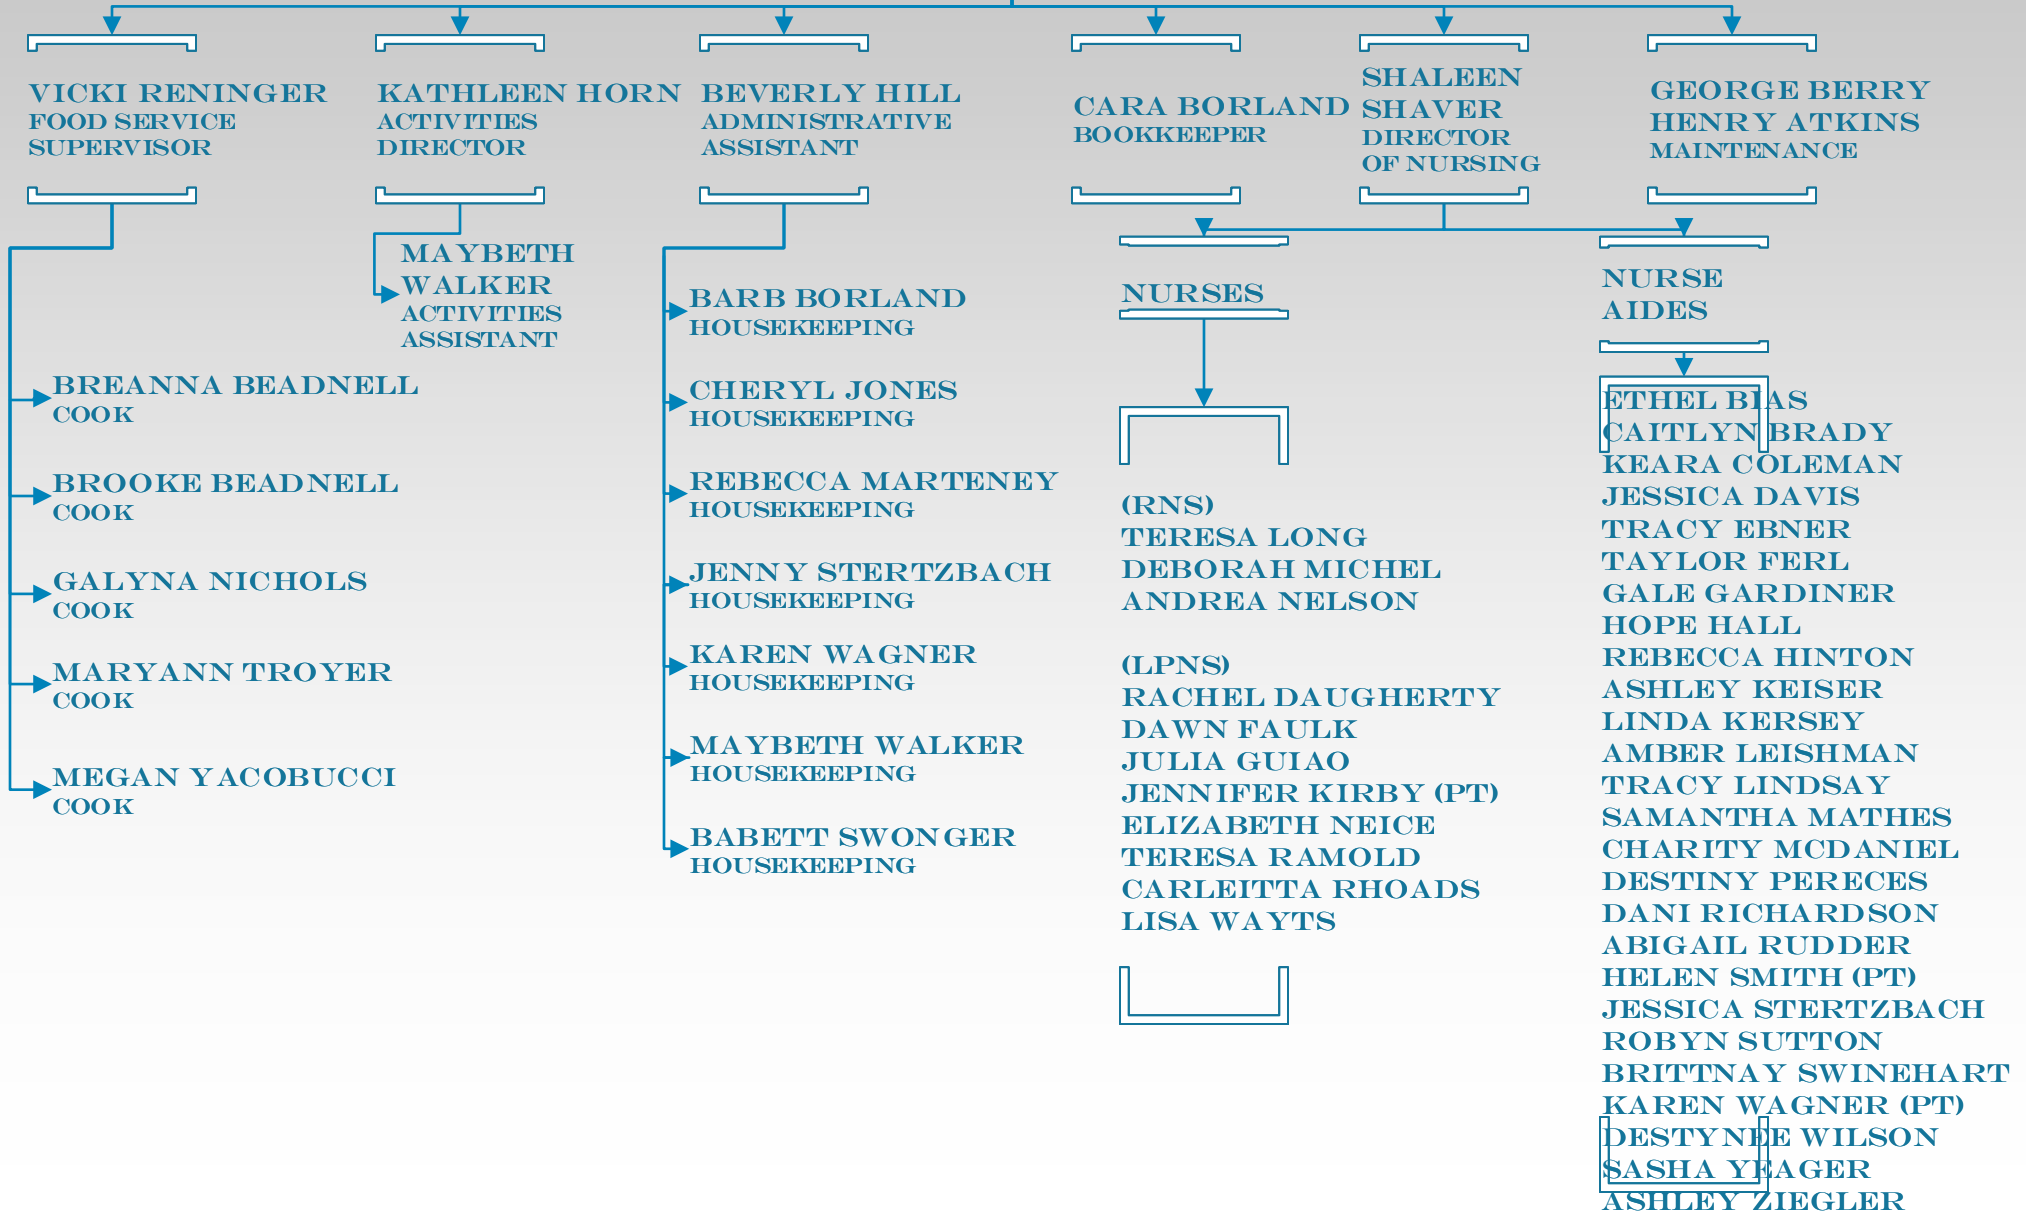 VICKI RENINGER
FOOD SERVICE
SUPERVISOR
KATHLEEN HORN
ACTIVITIES
DIRECTOR
BEVERLY HILL
ADMINISTRATIVE
ASSISTANT
CARA BORLAND
BOOKKEEPER
SHALEEN
SHAVER
DIRECTOR
OF NURSING
GEORGE BERRY
HENRY ATKINS
MAINTENANCE
BREANNA BEADNELL
COOK
BROOKE BEADNELL
COOK
GALYNA NICHOLS
COOK
MARYANN TROYER
COOK
MEGAN YACOBUCCI
COOK
MAYBETH
WALKER
ACTIVITIES
ASSISTANT
BARB BORLAND
HOUSEKEEPING
CHERYL JONES
HOUSEKEEPING
REBECCA MARTENEY
HOUSEKEEPING
JENNY STERTZBACH
HOUSEKEEPING
KAREN WAGNER
HOUSEKEEPING
MAYBETH WALKER
HOUSEKEEPING
BABETT SWONGER
HOUSEKEEPING
NURSES
(RNS)
TERESA LONG
DEBORAH MICHEL
ANDREA NELSON
(LPNS)
RACHEL DAUGHERTY
DAWN FAULK
JULIA GUIAO
JENNIFER KIRBY (PT)
ELIZABETH NEICE
TERESA RAMOLD
CARLEITTA RHOADS
LISA WAYTS
NURSE
AIDES
ETHEL BIAS
CAITLYN BRADY
KEARA COLEMAN
JESSICA DAVIS
TRACY EBNER
TAYLOR FERL
GALE GARDINER
HOPE HALL
REBECCA HINTON
ASHLEY KEISER
LINDA KERSEY
AMBER LEISHMAN
TRACY LINDSAY
SAMANTHA MATHES
CHARITY MCDANIEL
DESTINY PERECES
DANI RICHARDSON
ABIGAIL RUDDER
HELEN SMITH (PT)
JESSICA STERTZBACH
ROBYN SUTTON
BRITTNAY SWINEHART
KAREN WAGNER (PT)
DESTYNEE WILSON
SASHA YEAGER
ASHLEY ZIEGLER